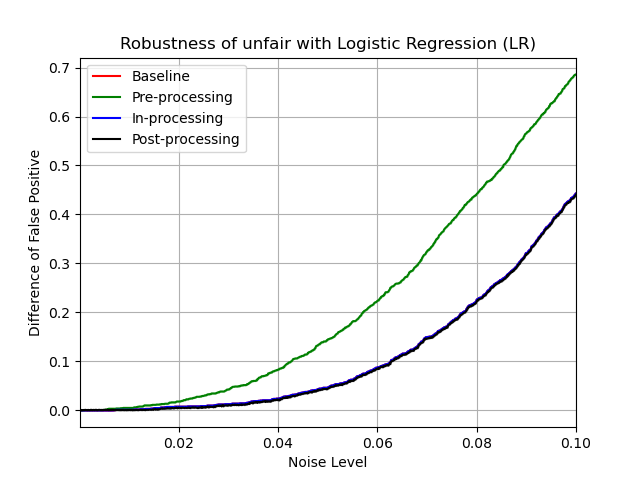 Robustness of unfair with Logistic Regression (LR)
0.7
0.6
0.5
0.4
0.3
0.2
0.1
0.0
Difference of False Positive
Baseline
Pre-processing
In-processing
Post-processing
0.02
0.04
0.06
0.08
0.10
Noise Level